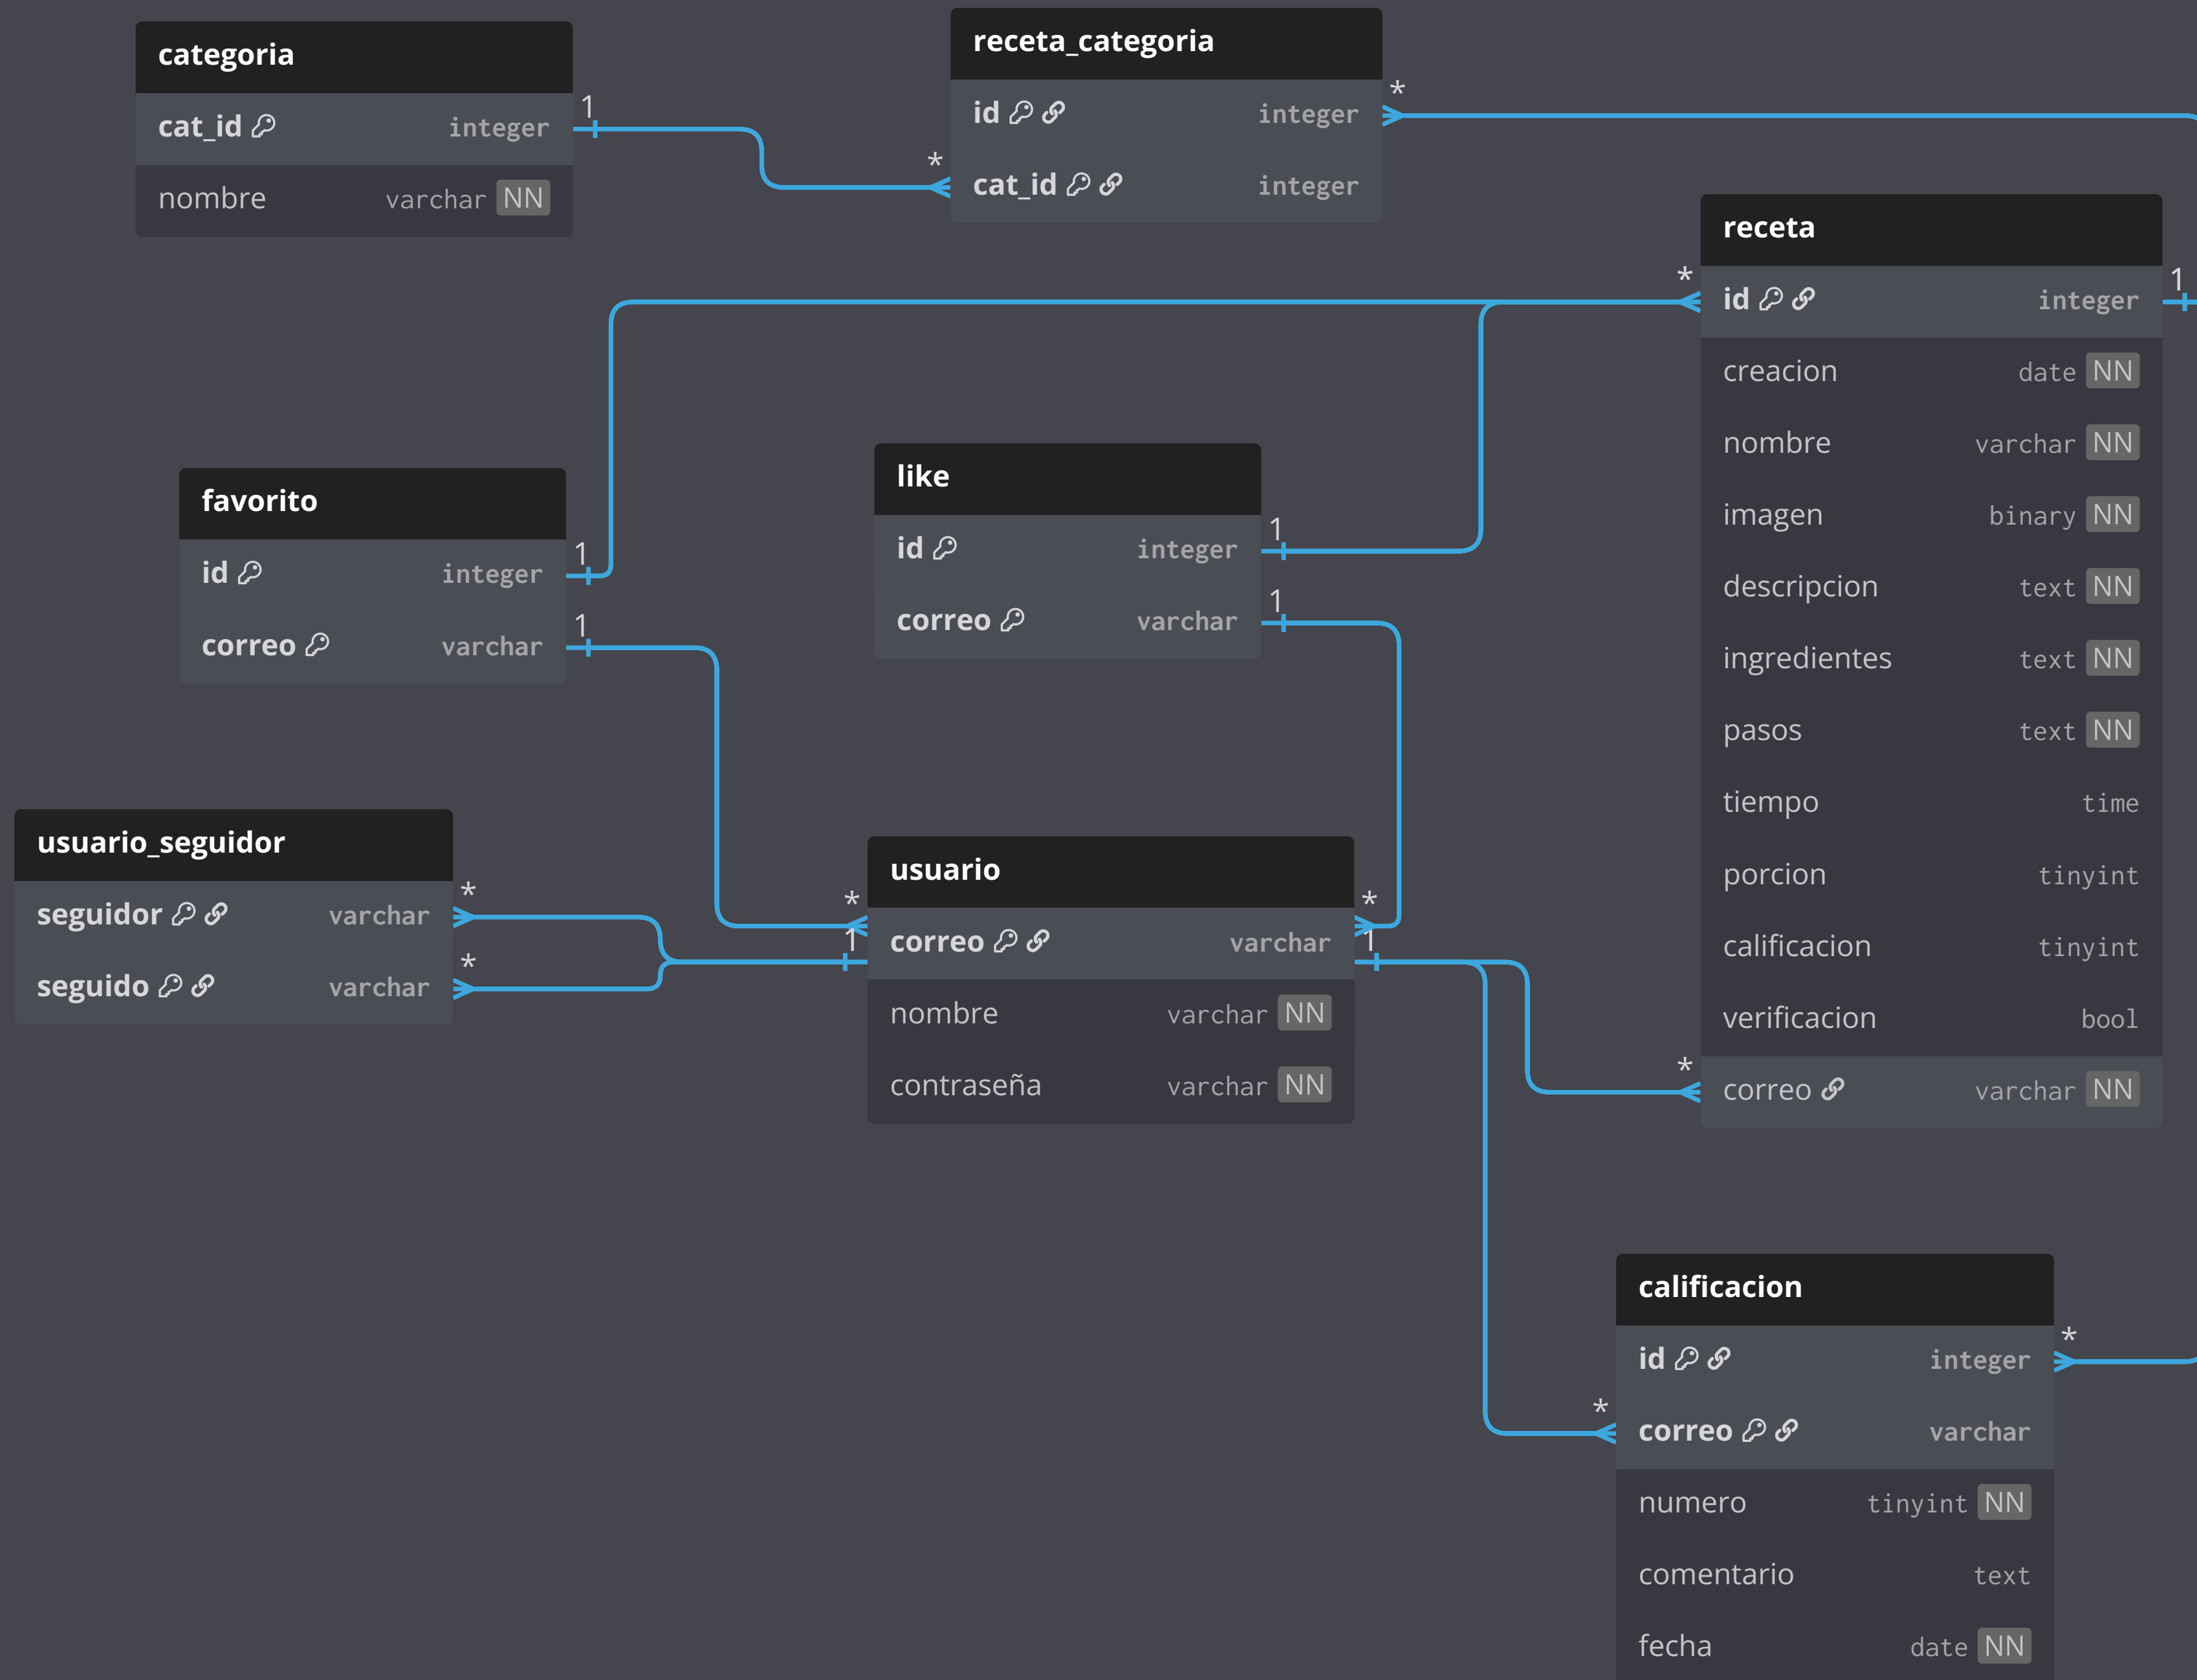 categoria
cat_id integer
nombre varchar NN
1
*
receta_categoria
id integer
cat_id integer
*
receta
id integer
creacion date NN
nombre varchar NN
imagen binary NN
descripcion text NN
ingredientes text NN
pasos text NN
tiempo time
porcion tinyint
calificacion tinyint
verificacion bool
correo varchar NN
*
1
*
favorito
id integer
correo varchar
1
1
like
id integer
correo varchar
1
1
usuario_seguidor
seguidor varchar
seguido varchar
*
*
usuario
correo varchar
nombre varchar NN
contraseña varchar NN
*
1
*
1
calificacion
id integer
correo varchar
numero tinyint NN
comentario text
fecha date NN
*
*